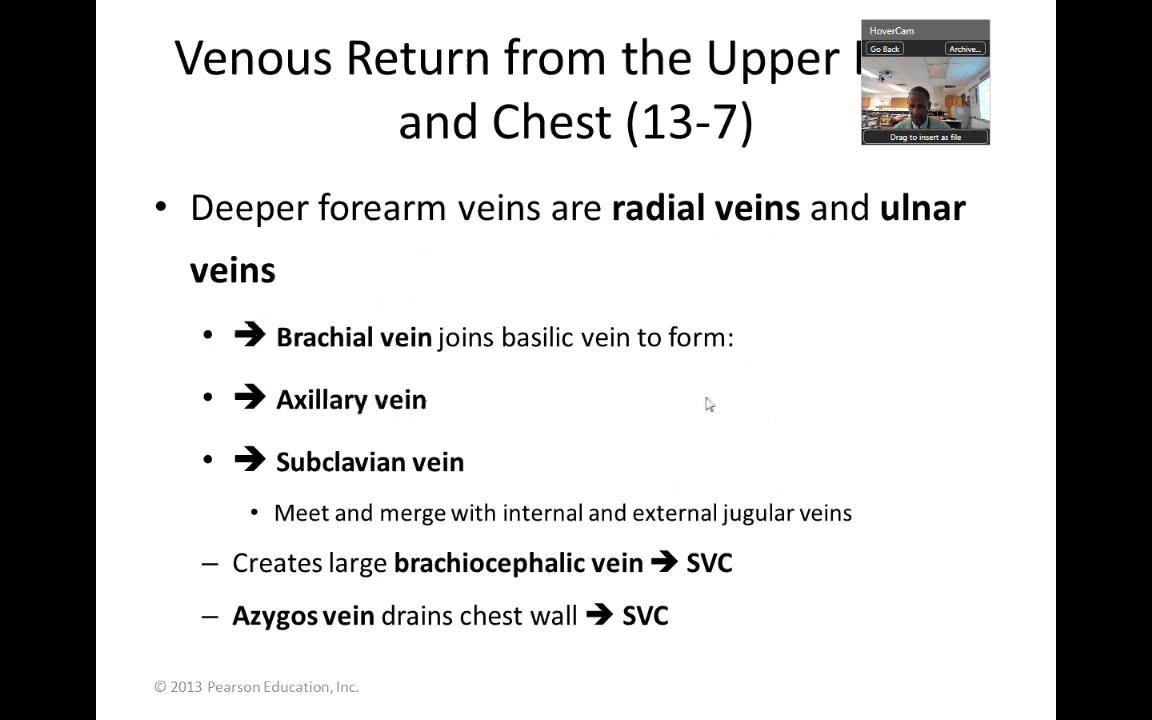 Venous Return from the Upper
and Chest (13-7)
HoverCam
Go Back
Archive...
Drag to insert as file
• Deeper forearm veins are radial veins and ulnar
veins
• ➔ Brachial vein joins basilic vein to form:
• ➔ Axillary vein
• ➔ Subclavian vein
• Meet and merge with internal and external jugular veins
– Creates large brachiocephalic vein ➔ SVC
– Azygos vein drains chest wall ➔ SVC
© 2013 Pearson Education, Inc.